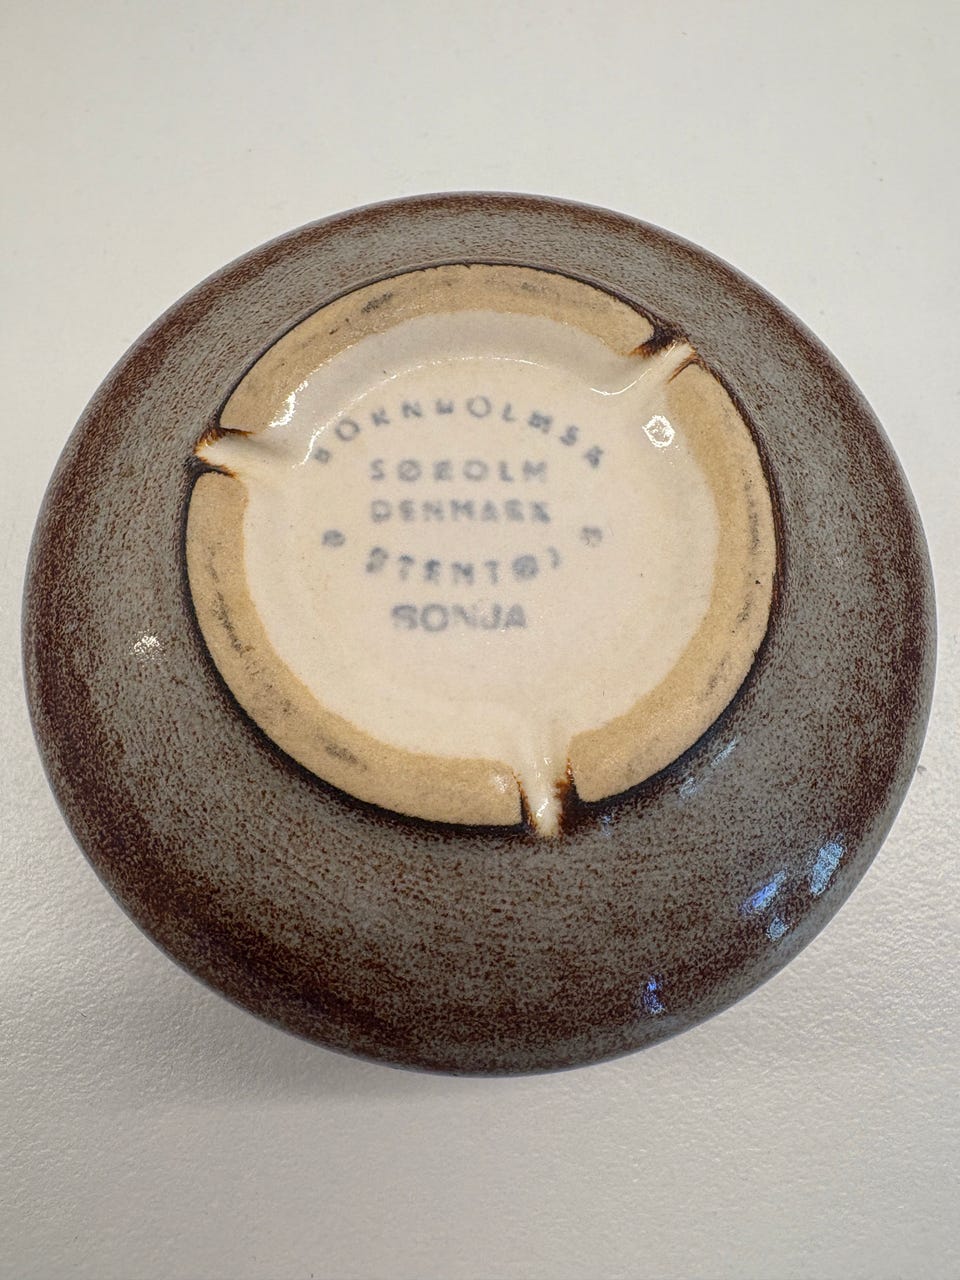 BORNHOLMSK
SØHOLM
DENMARK
STENTØJ
SONJA